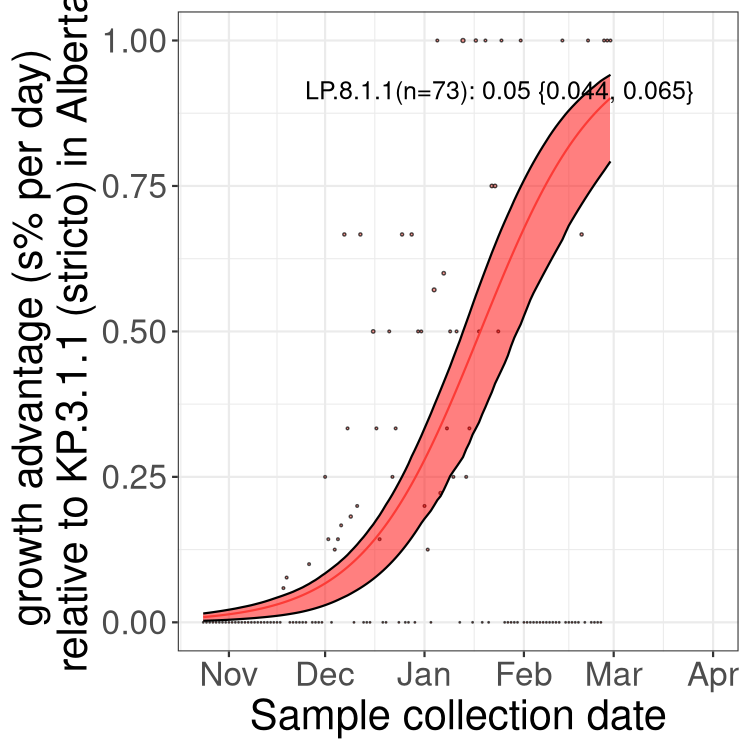 growth advantage (s% per day)
relative to KP.3.1.1 (stricto) in Alberta
1.00
0.75
0.50
0.25
0.00
LP.8.1.1(n=73): 0.05 {0.044, 0.065}
Nov Dec Jan Feb Mar Apr
Sample collection date